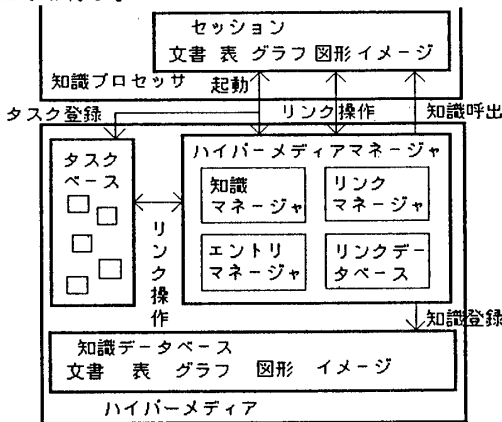 セッション
文書 表 グラフ 図形 イメージ
知識プロセッサ
起動
タスク登録
リンク操作
知識呼出
ハイパーメディアマネージャ
タスク
ベース
知識
マネージャ
リンク
マネージャ
エントリ
マネージャ
リンクデー
タベース
リンク操作
知識登録
知識データベース
文書 表 グラフ 図形 イメージ
ハイパーメディア